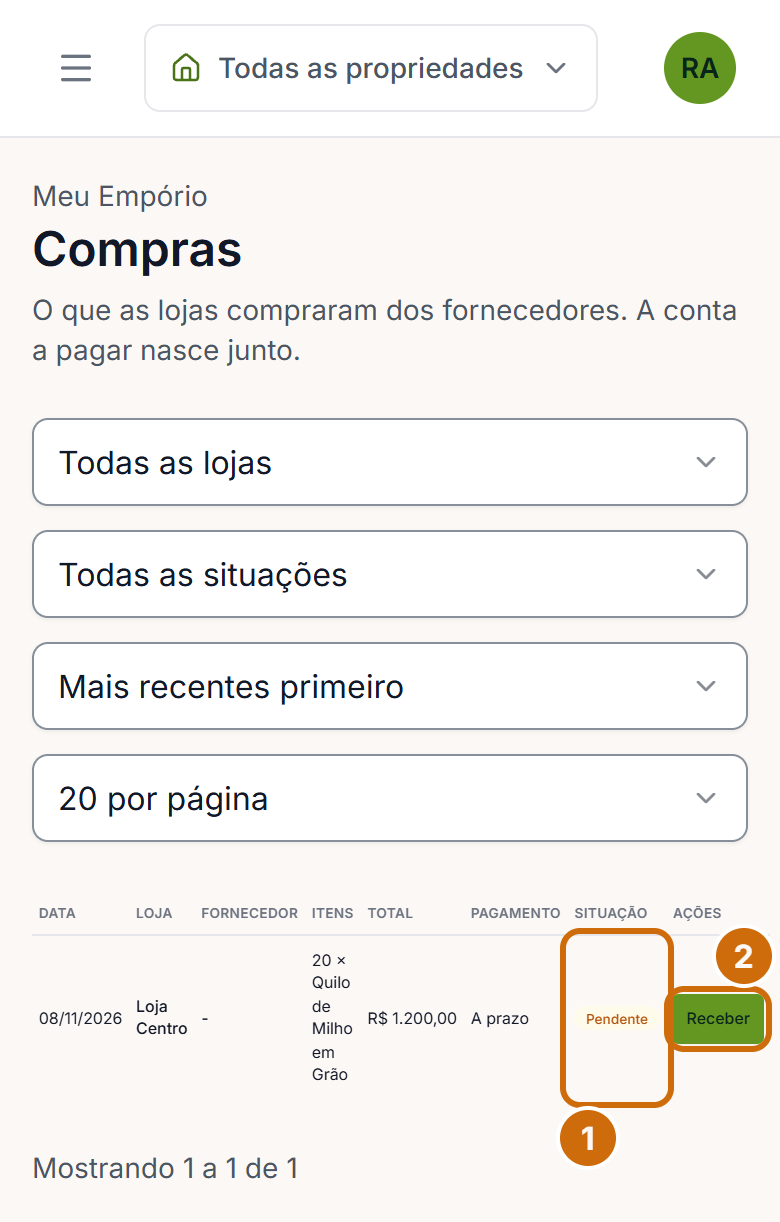 Todas as propriedades
RA
Meu Empório
Compras
O que as lojas compraram dos fornecedores. A conta
a pagar nasce junto.
Todas as lojas
Todas as situações
Mais recentes primeiro
20 por página
DATA LOJA FORNECEDOR ITENS TOTAL PAGAMENTO SITUAÇÃO AÇÕES
08/11/2026
Loja
Centro
-
20 ×
Quilo
de
Milho
em
Grão
R$ 1.200,00
A prazo
Pendente
Receber
2
1
Mostrando 1 a 1 de 1